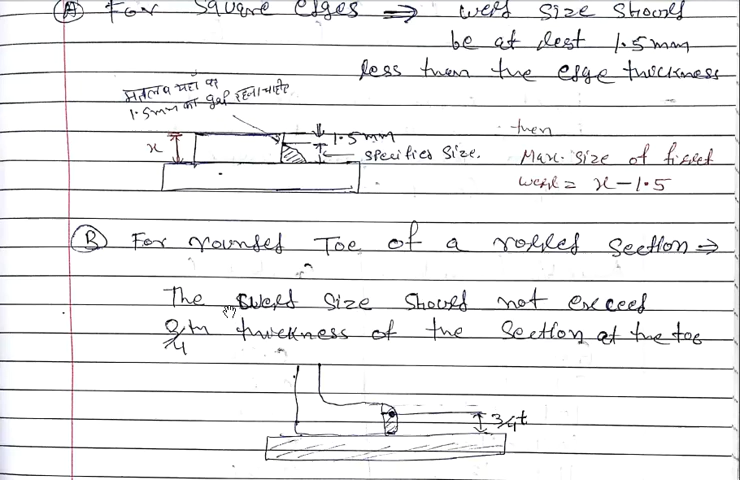 (A) For Square edges ⇒ weld size should
be at lest 1.5mm
less than the edge thickness
मतलब यहाँ पर
1.5mm का gap रहना चाहिए
x
1.5mm
specified size.
then
Max. size of fillet
weld = x-1.5
(B) For rounded Toe of a rolled section ⇒
The weld size should not exceed
3/4th thickness of the section at the toe
3/4t